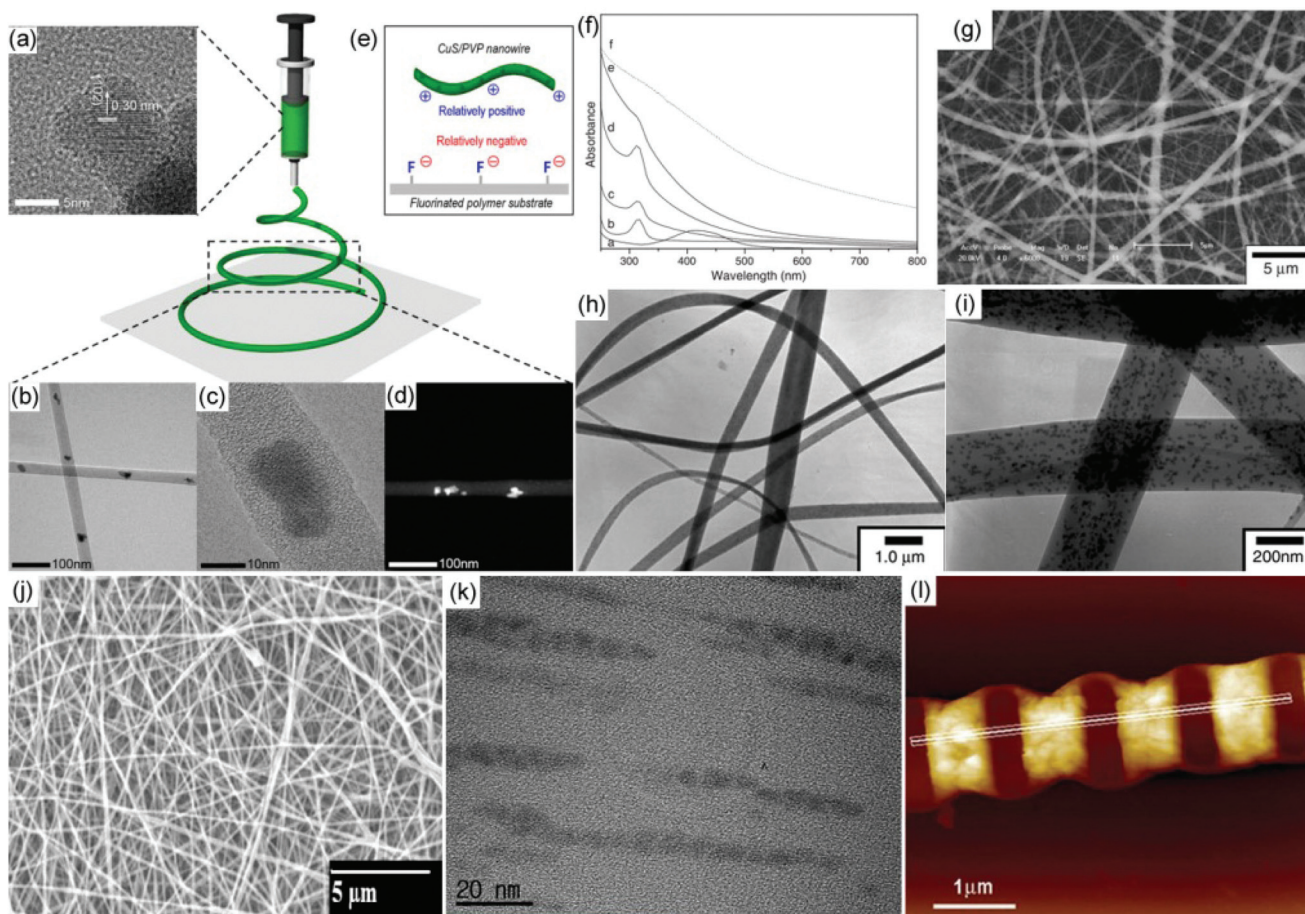 (a)
(102)
0.30 nm
5nm
(e)
CuS/PVP nanowire
⊕ ⊕ ⊕
Relatively positive
Relatively negative
F ⊖ F ⊖ F ⊖
Fluorinated polymer substrate
(f)
f
e
d
c
b
a
Absorbance
300 400 500 600 700 800
Wavelength (nm)
(g)
5 µm
(b)
100nm
(c)
10nm
(d)
100nm
(h)
1.0 µm
(i)
200nm
(j)
5 µm
(k)
20 nm
(l)
1µm